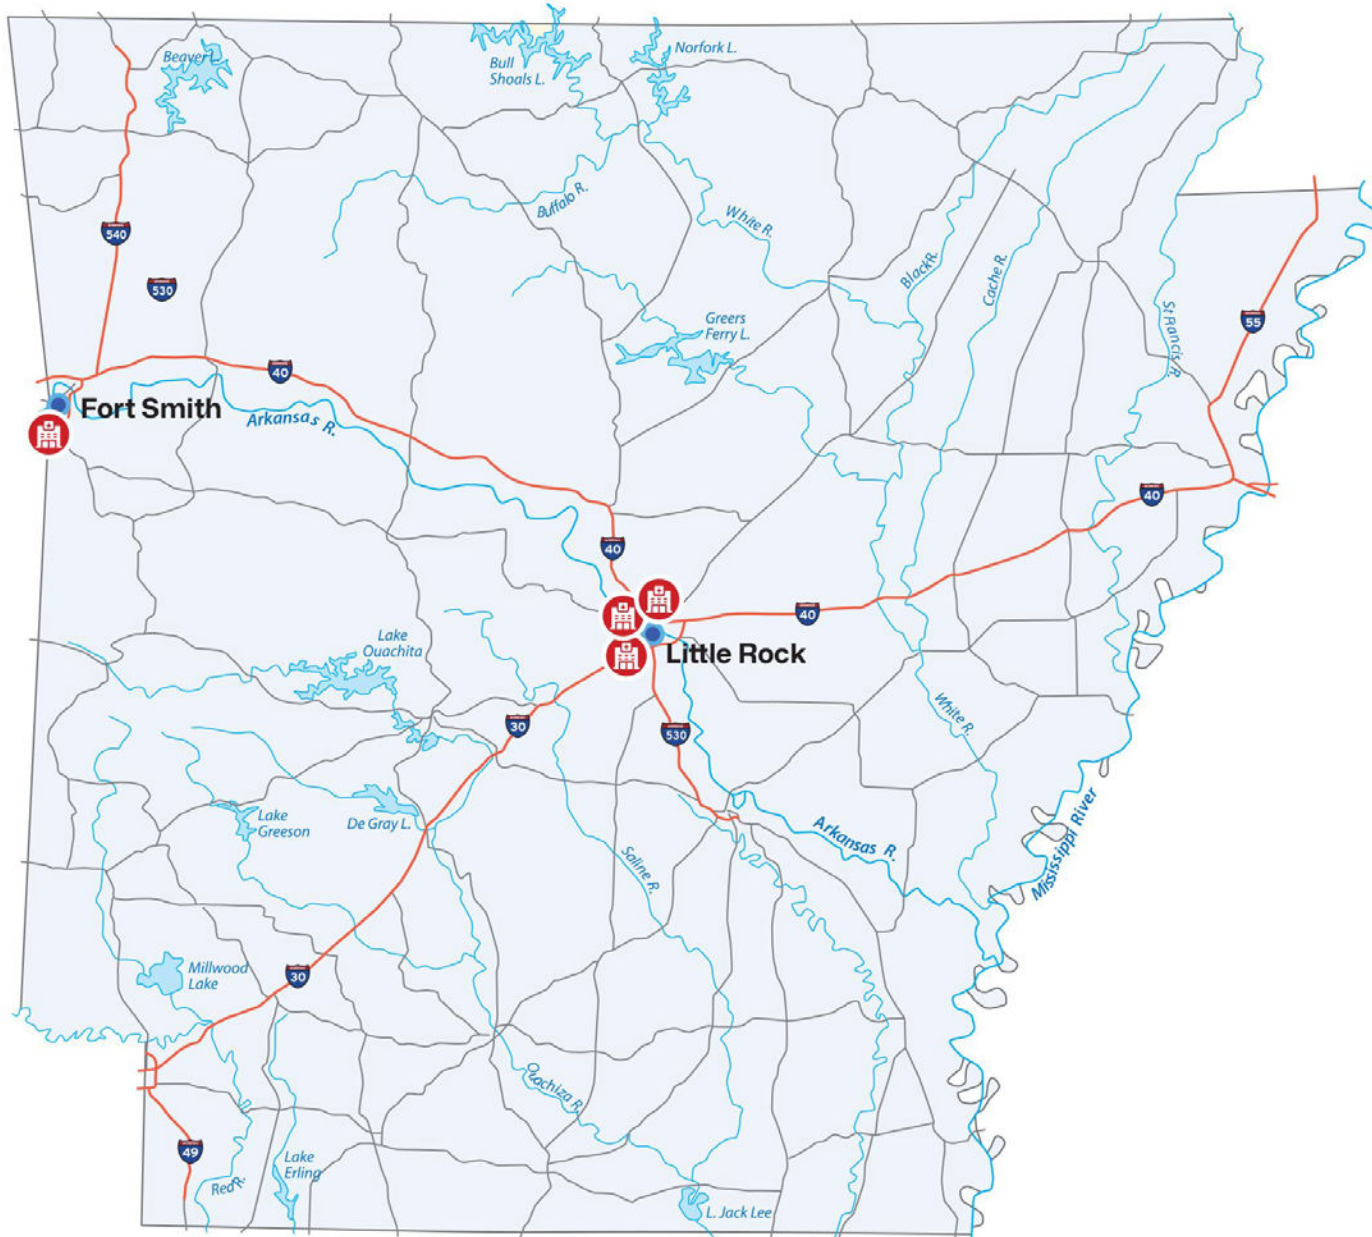 Beaver L.
Bull
Shoals L.
Norfork L.
Buffalo R.
White R.
540
530
Black R.
Cache R.
St Francis R.
55
Greers
Ferry L.
40
Fort Smith
Arkansas R.
40
40
40
Little Rock
Lake
Ouachita
30
530
White R.
Lake
Greeson
De Gray L.
Saline R.
Arkansas R.
Mississippi River
Millwood
Lake
30
Ouachiza R.
49
Red R.
Lake
Erling
L. Jack Lee